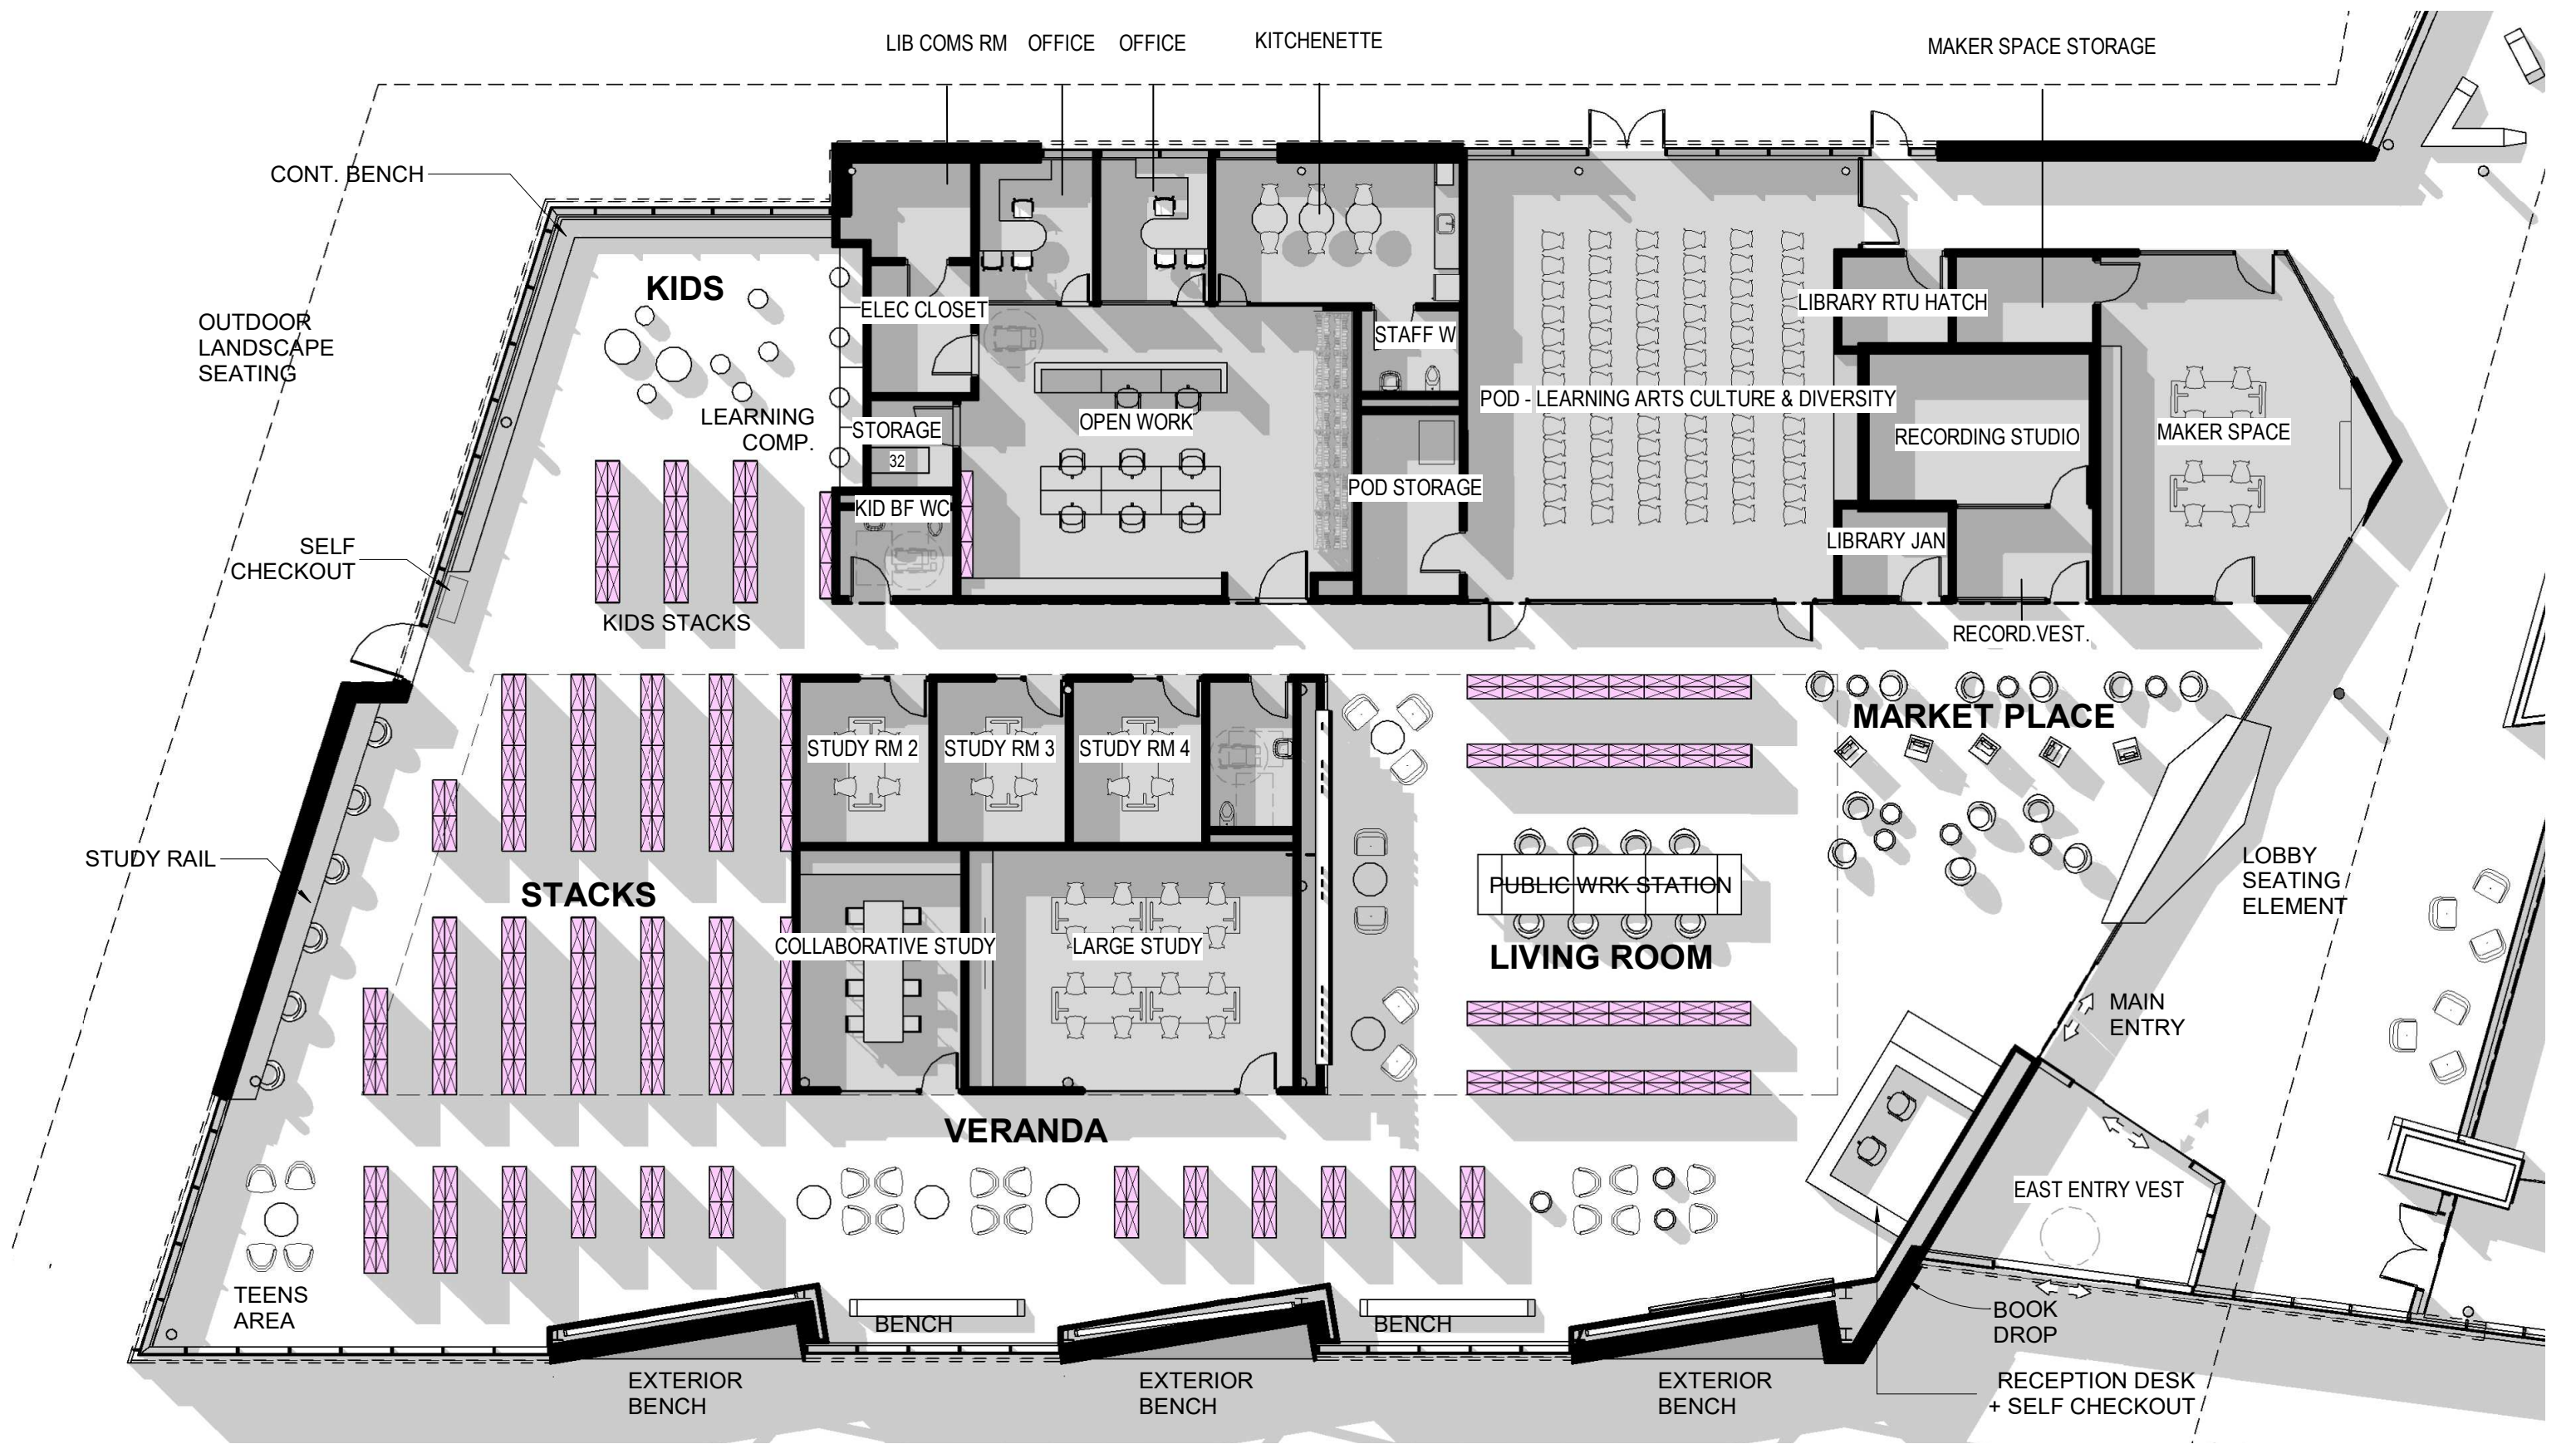 LIB COMS RM
OFFICE
OFFICE
KITCHENETTE
MAKER SPACE STORAGE
CONT. BENCH
KIDS
OUTDOOR
LANDSCAPE
SEATING
ELEC CLOSET
LIBRARY RTU HATCH
STAFF W
LEARNING
COMP.
STORAGE
32
OPEN WORK
POD - LEARNING ARTS CULTURE & DIVERSITY
RECORDING STUDIO
MAKER SPACE
POD STORAGE
KID BF WC
LIBRARY JAN
SELF
CHECKOUT
KIDS STACKS
RECORD.VEST.
MARKET PLACE
STUDY RM 2
STUDY RM 3
STUDY RM 4
STUDY RAIL
STACKS
PUBLIC WRK STATION
LOBBY
SEATING
ELEMENT
COLLABORATIVE STUDY
LARGE STUDY
LIVING ROOM
MAIN
ENTRY
VERANDA
EAST ENTRY VEST
TEENS
AREA
BENCH
BENCH
BOOK
DROP
EXTERIOR
BENCH
EXTERIOR
BENCH
EXTERIOR
BENCH
RECEPTION DESK
+ SELF CHECKOUT